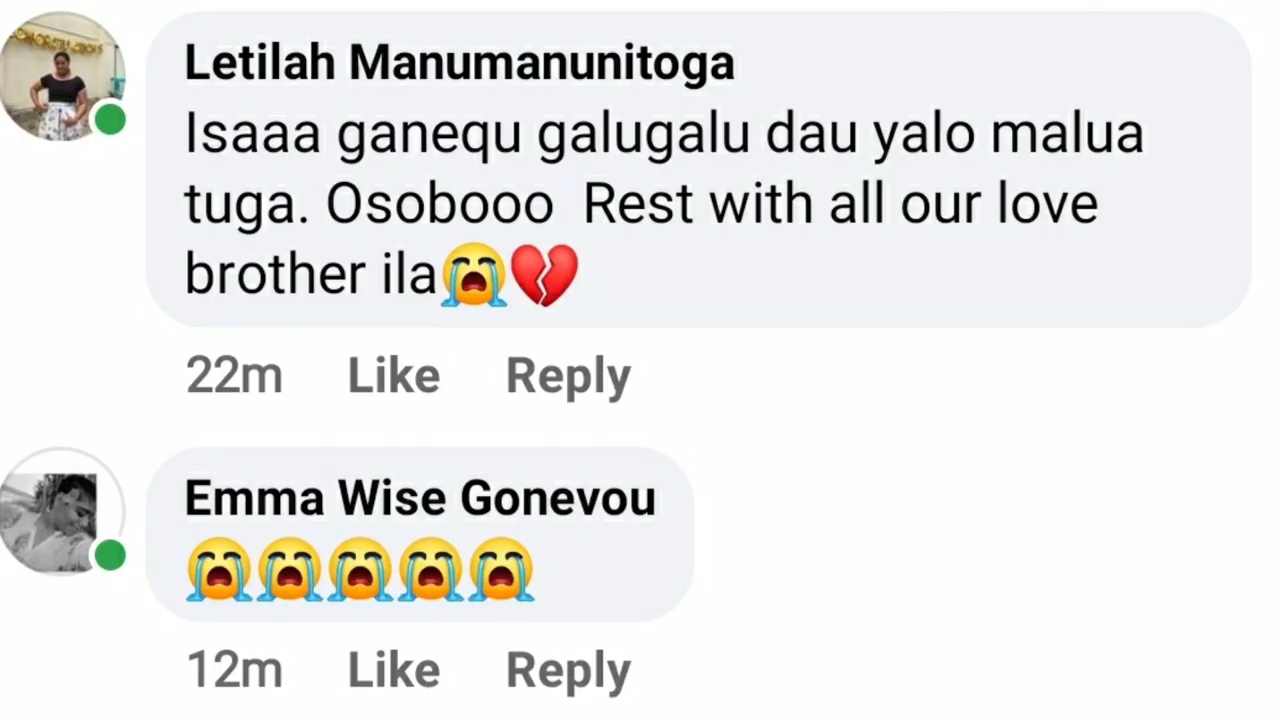 Letilah Manumanunitoga
Isaaa ganequ galugalu dau yalo malua
tuga. Osobooo  Rest with all our love
brother ila😭💔
22m Like Reply
Emma Wise Gonevou
😭😭😭😭😭
12m Like Reply